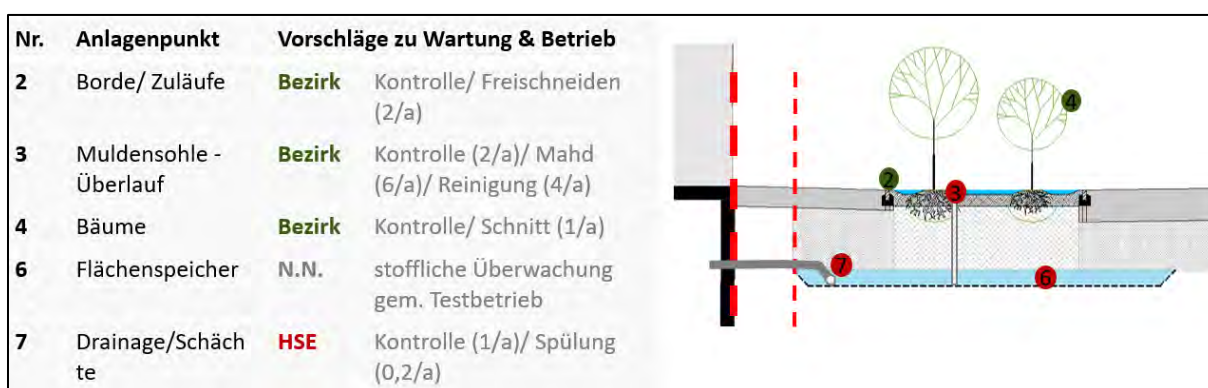 Nr. Anlagenpunkt Vorschläge zu Wartung & Betrieb
2 Borde/ Zuläufe Bezirk Kontrolle/ Freischneiden
(2/a)
3 Muldensohle - Bezirk Kontrolle (2/a)/ Mahd
Überlauf (6/a)/ Reinigung (4/a)
4 Bäume Bezirk Kontrolle/ Schnitt (1/a)
6 Flächenspeicher N.N. stoffliche Überwachung
gem. Testbetrieb
7 Drainage/Schäch HSE Kontrolle (1/a)/ Spülung
te (0,2/a)
4
2
3
7
6